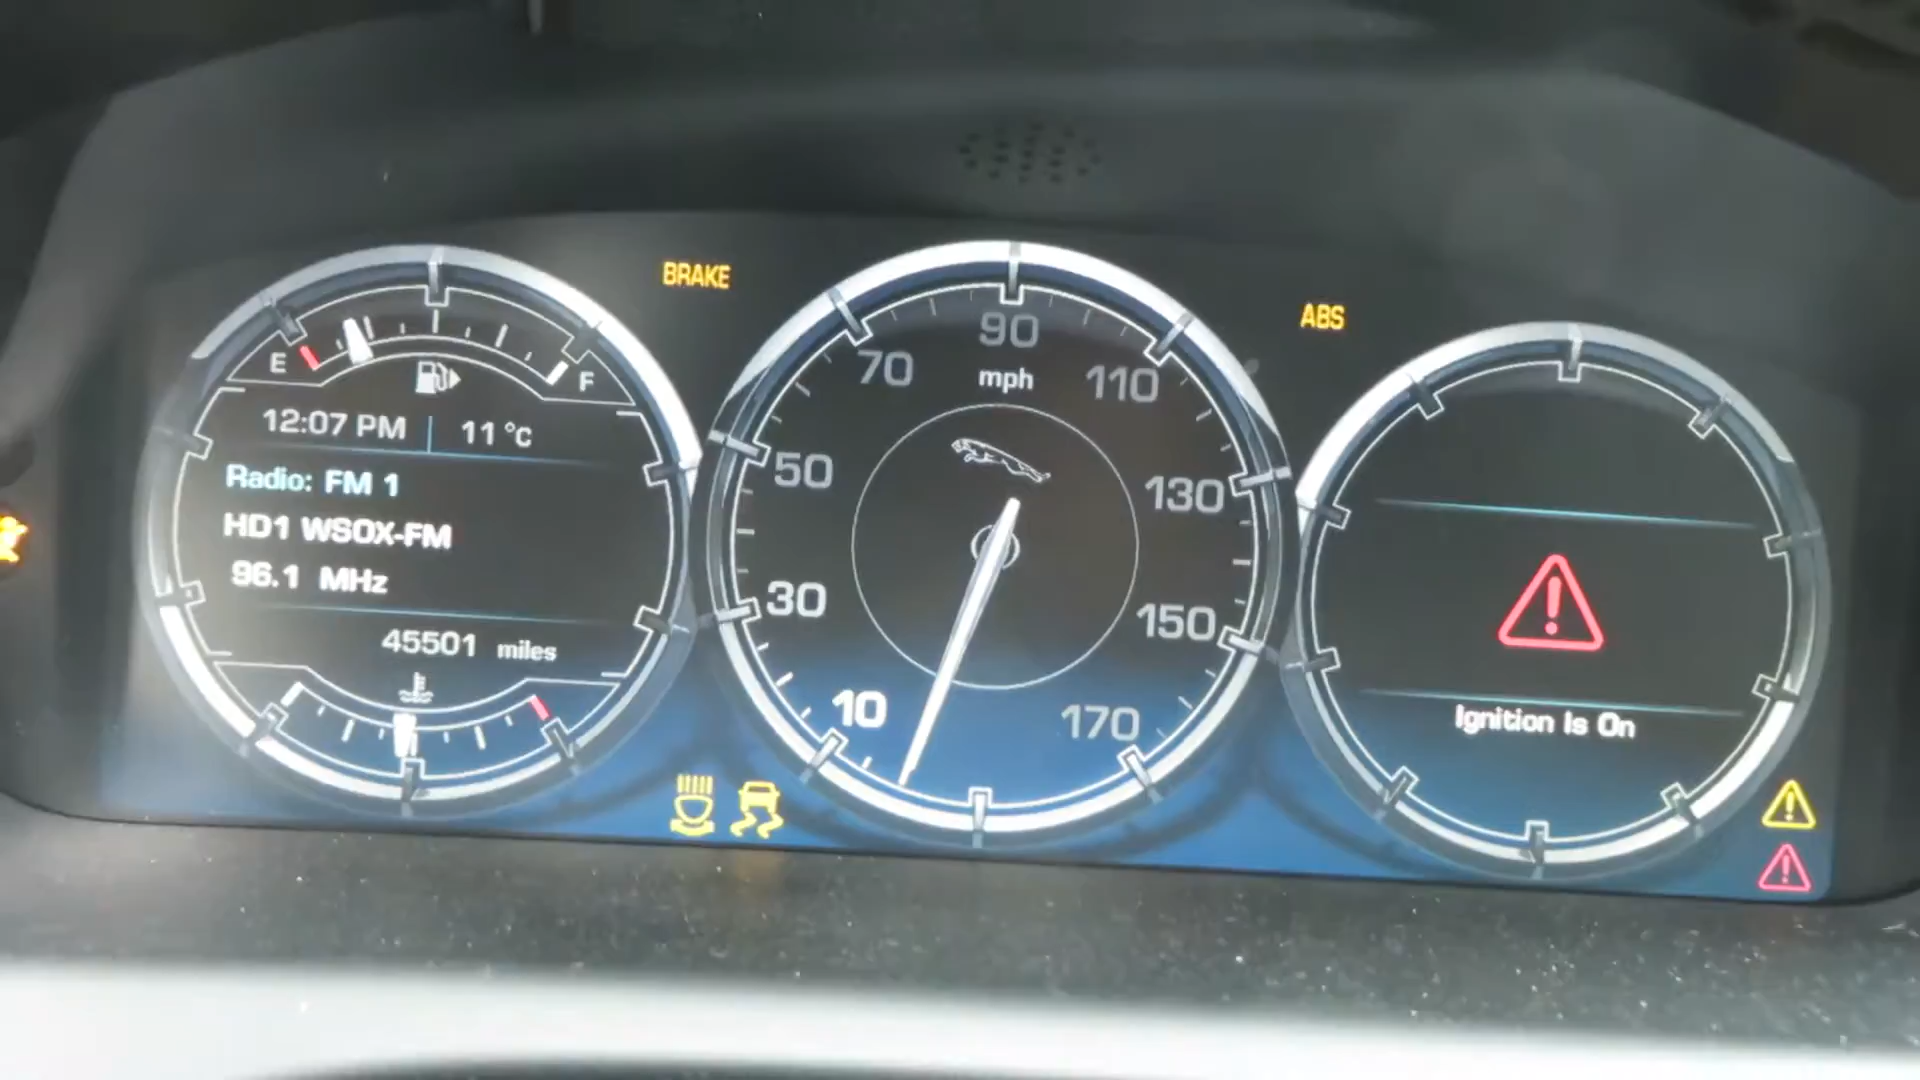 BRAKE
ABS
E
F
12:07 PM 11 °C
Radio: FM 1
HD1 WSOX-FM
96.1 MHz
45501 miles
10
30
50
70
90
110
130
150
170
mph
Ignition Is On